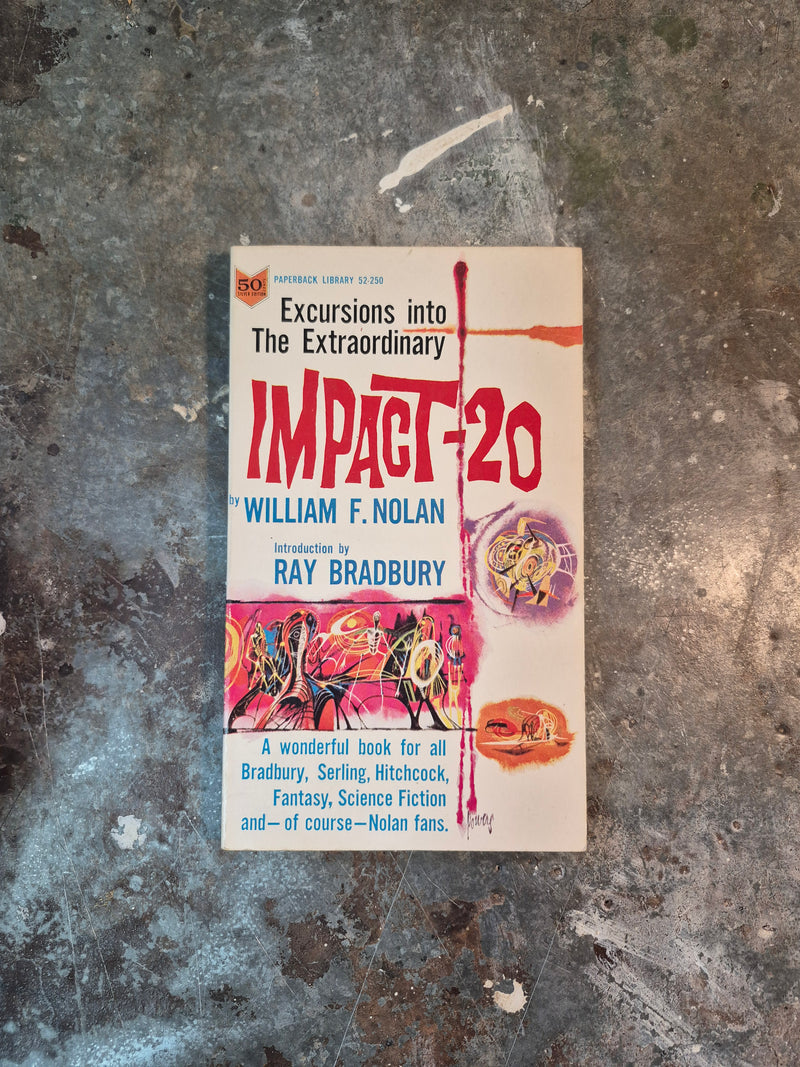 50¢
SILVER EDITION
PAPERBACK LIBRARY 52-250
Excursions into
The Extraordinary
IMPACT-20
by WILLIAM F. NOLAN
Introduction by
RAY BRADBURY
A wonderful book for all
Bradbury, Serling, Hitchcock,
Fantasy, Science Fiction
and—of course—Nolan fans.
Powers